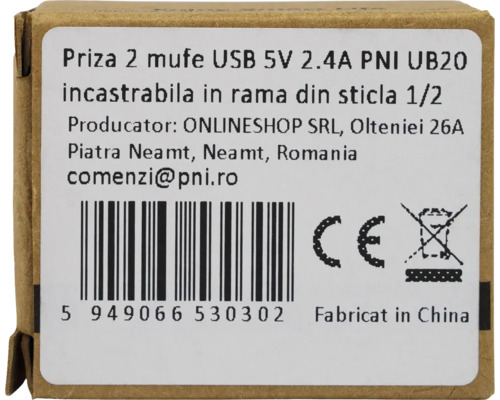 Priza 2 mufe USB 5V 2.4A PNI UB20
incastrabila in rama din sticla 1/2
Producator: ONLINESHOP SRL, Olteniei 26A
Piatra Neamt, Neamt, Romania
comenzi@pni.ro
CE
5 949066 530302
Fabricat in China